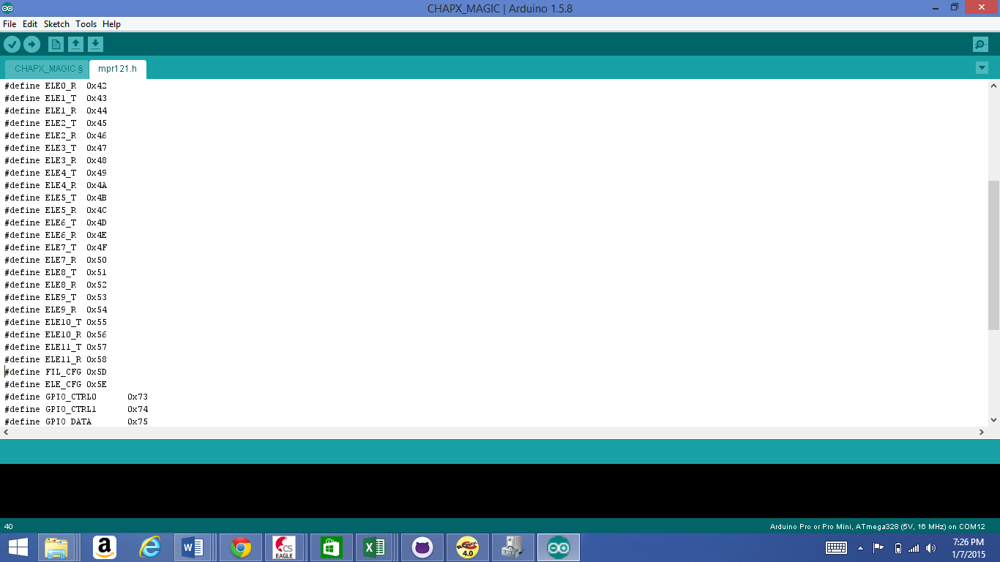 CHAPX_MAGIC | Arduino 1.5.8
File Edit Sketch Tools Help
CHAPX_MAGIC § mpr121.h
#define ELE0_R  0x42
#define ELE1_T  0x43
#define ELE1_R  0x44
#define ELE2_T  0x45
#define ELE2_R  0x46
#define ELE3_T  0x47
#define ELE3_R  0x48
#define ELE4_T  0x49
#define ELE4_R  0x4A
#define ELE5_T  0x4B
#define ELE5_R  0x4C
#define ELE6_T  0x4D
#define ELE6_R  0x4E
#define ELE7_T  0x4F
#define ELE7_R  0x50
#define ELE8_T  0x51
#define ELE8_R  0x52
#define ELE9_T  0x53
#define ELE9_R  0x54
#define ELE10_T 0x55
#define ELE10_R 0x56
#define ELE11_T 0x57
#define ELE11_R 0x58
#define FIL_CFG 0x5D
#define ELE_CFG 0x5E
#define GPIO_CTRL0      0x73
#define GPIO_CTRL1      0x74
#define GPIO_DATA       0x75
40 Arduino Pro or Pro Mini, ATmega328 (5V, 16 MHz) on COM12
CS
EAGLE
4.0
7:26 PM
1/7/2015